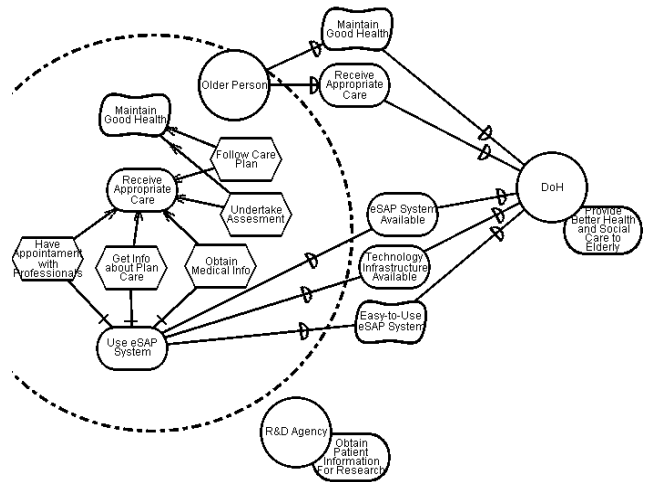 Maintain
Good Health
Older Person
Receive
Appropriate
Care
Maintain
Good Health
Follow Care
Plan
Receive
Appropriate
Care
Undertake
Assesment
DoH
Provide
Better Health
and Social
Care to
Elderly
eSAP System
Available
Have
Appointament
with
Professionals
Get Info
about Plan
Care
Obtain
Medical Info
Technology
Infrastructure
Available
Easy-to-Use
eSAP System
Use eSAP
System
R&D Agency
Obtain
Patient
Information
For Research